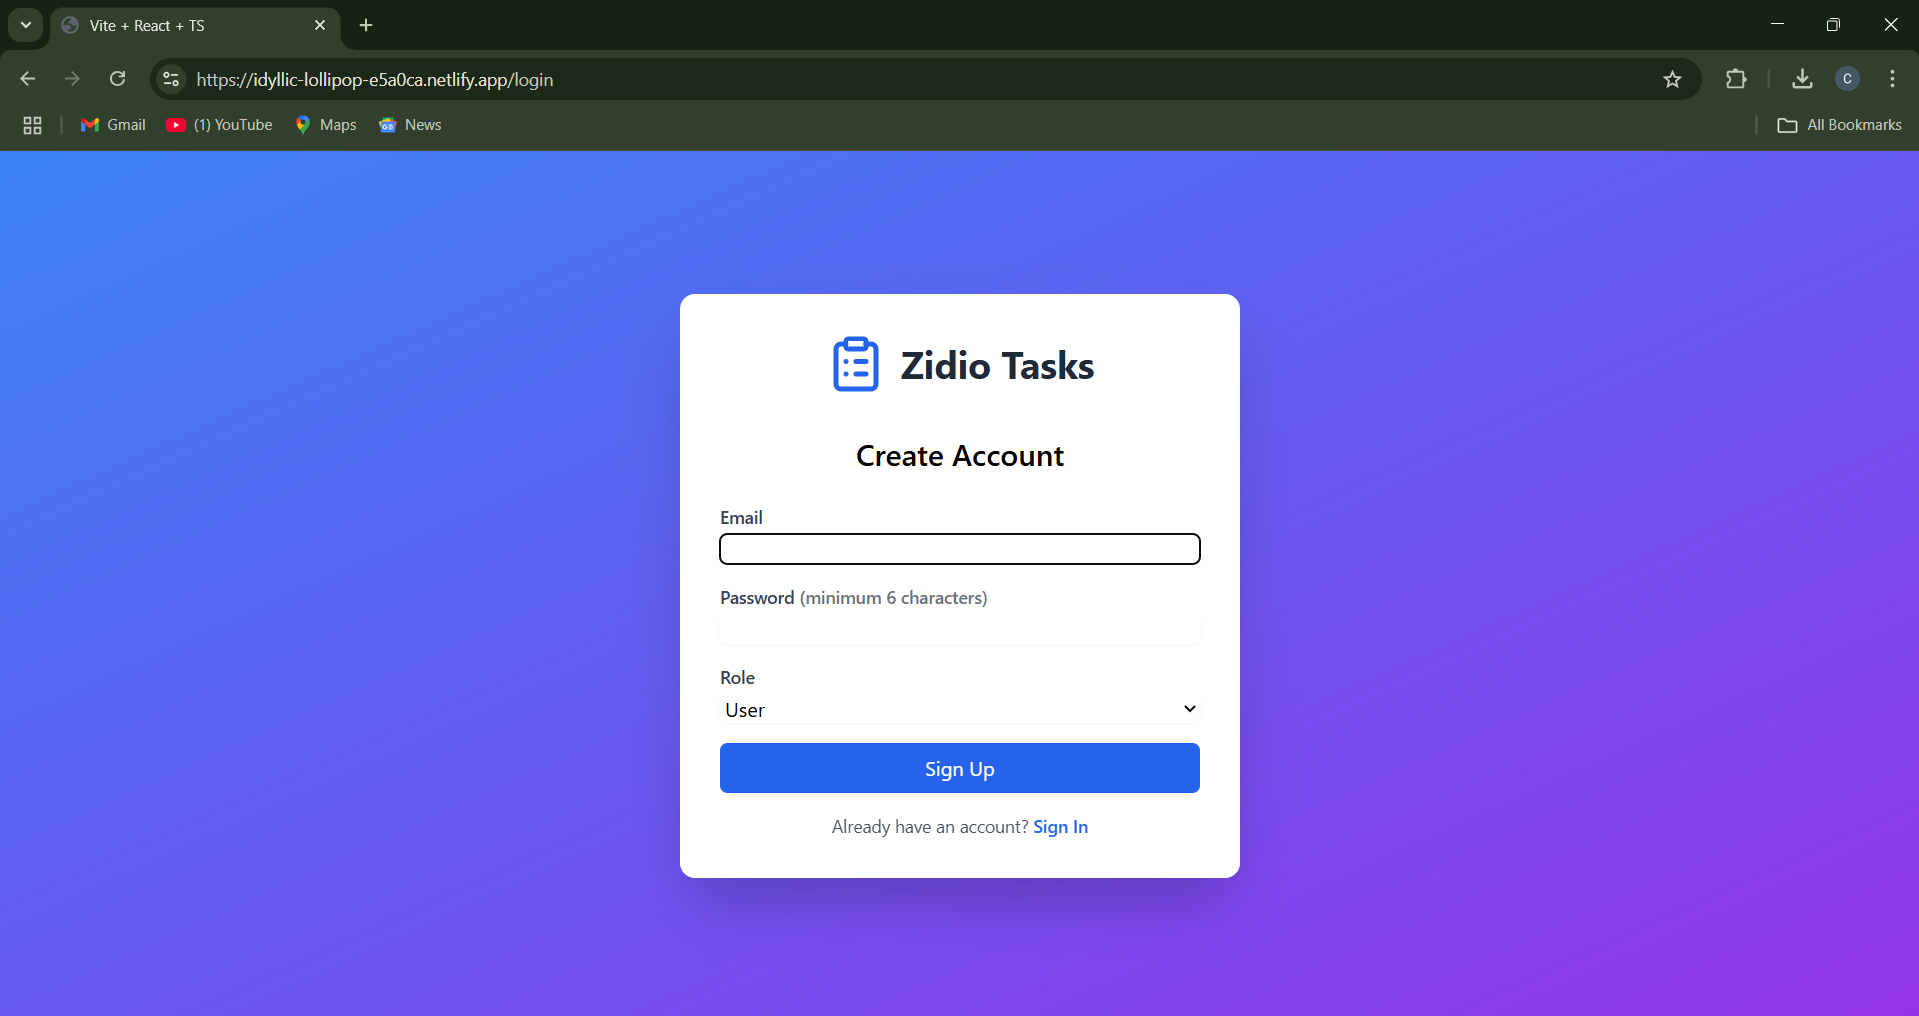 Vite + React + TS
https://idyllic-lollipop-e5a0ca.netlify.app/login
C
Gmail
(1) YouTube
Maps
News
All Bookmarks
Zidio Tasks
Create Account
Email
Password (minimum 6 characters)
Role
User
Sign Up
Already have an account? Sign In